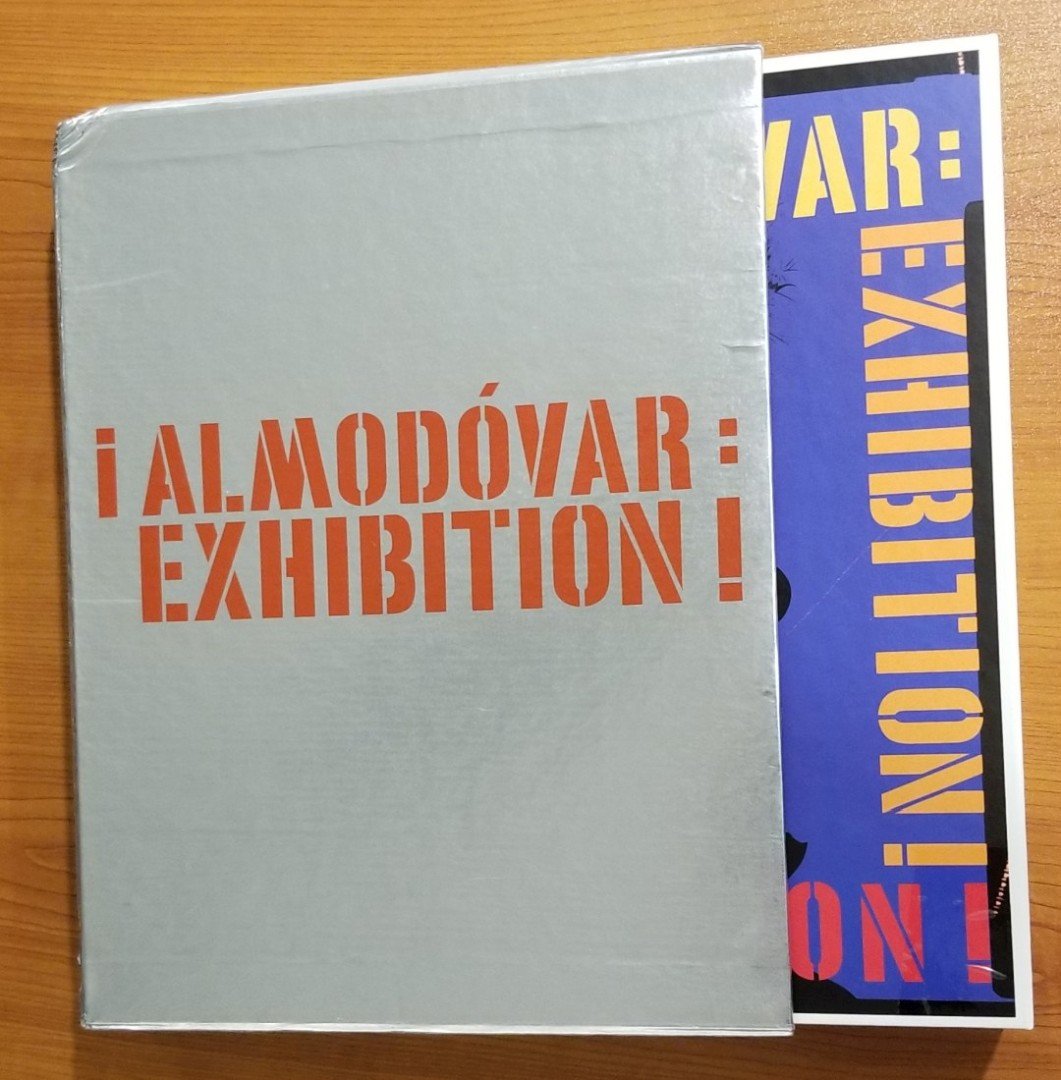 ¡ALMODÓVAR:
EXHIBITION!
VAR:
EXHIBITION!
ON!